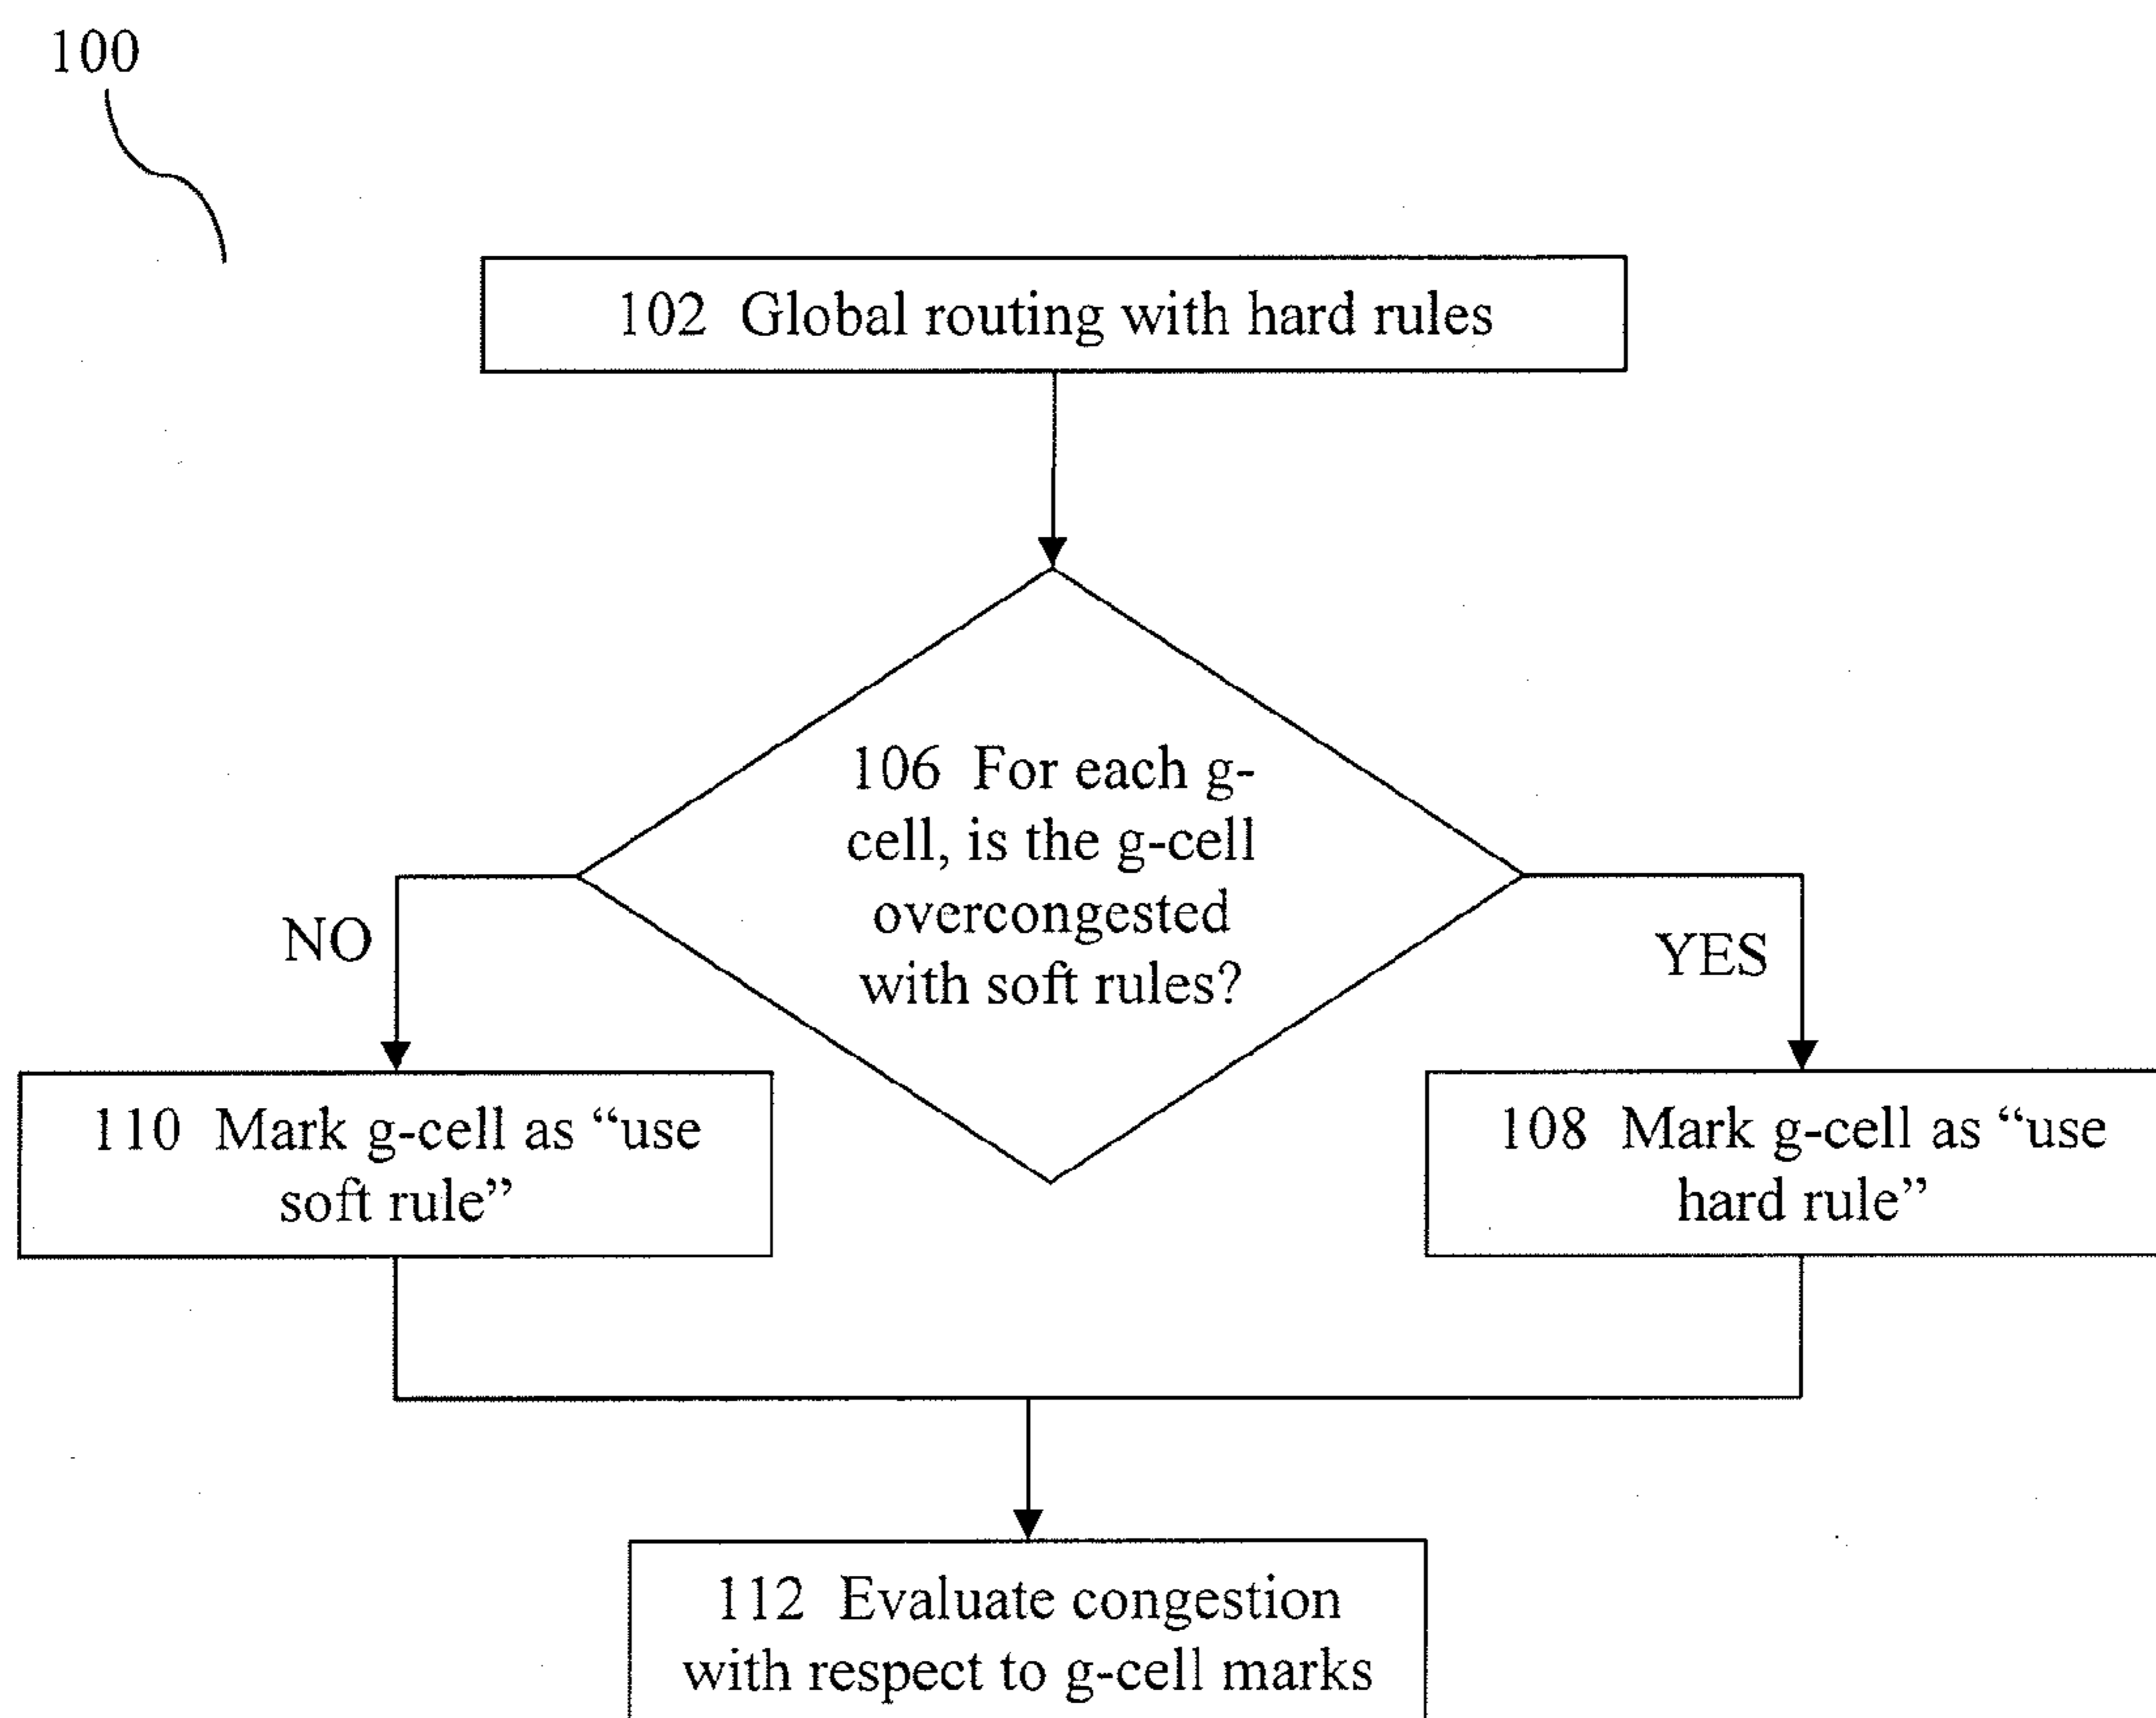 100
102 Global routing with hard rules
106 For each g-
cell, is the g-cell
overcongested
with soft rules?
NO
YES
110 Mark g-cell as “use
soft rule”
108 Mark g-cell as “use
hard rule”
112 Evaluate congestion
with respect to g-cell marks